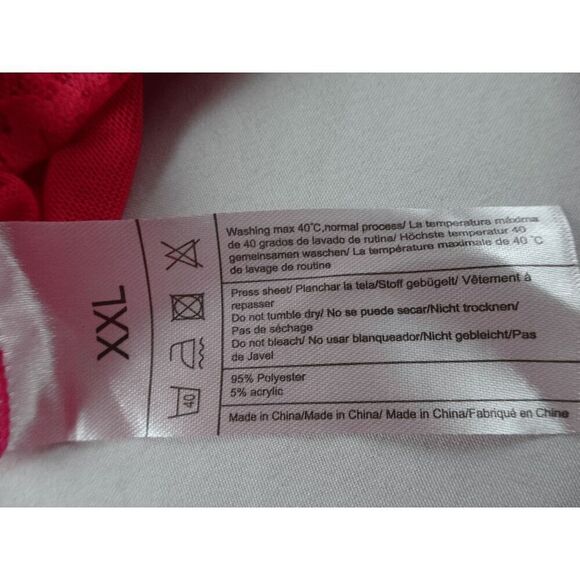 XXL
40
Washing max 40˚C,normal process/ La temperatura máxima
de 40 grados de lavado de rutina/ Höchste temperatur 40
gemeinsamen waschen/ La température maximale de 40 ˚C
de lavage de routine
Press sheet/ Planchar la tela/Stoff gebügelt/ Vêtement à
repasser
Do not tumble dry/ No se puede secar/Nicht trocknen/
Pas de séchage
Do not bleach/ No usar blanqueador/Nicht gebleicht/Pas
de Javel
95% Polyester
5% acrylic
Made in China/Made in China/ Made in China/Fabriqué en Chine